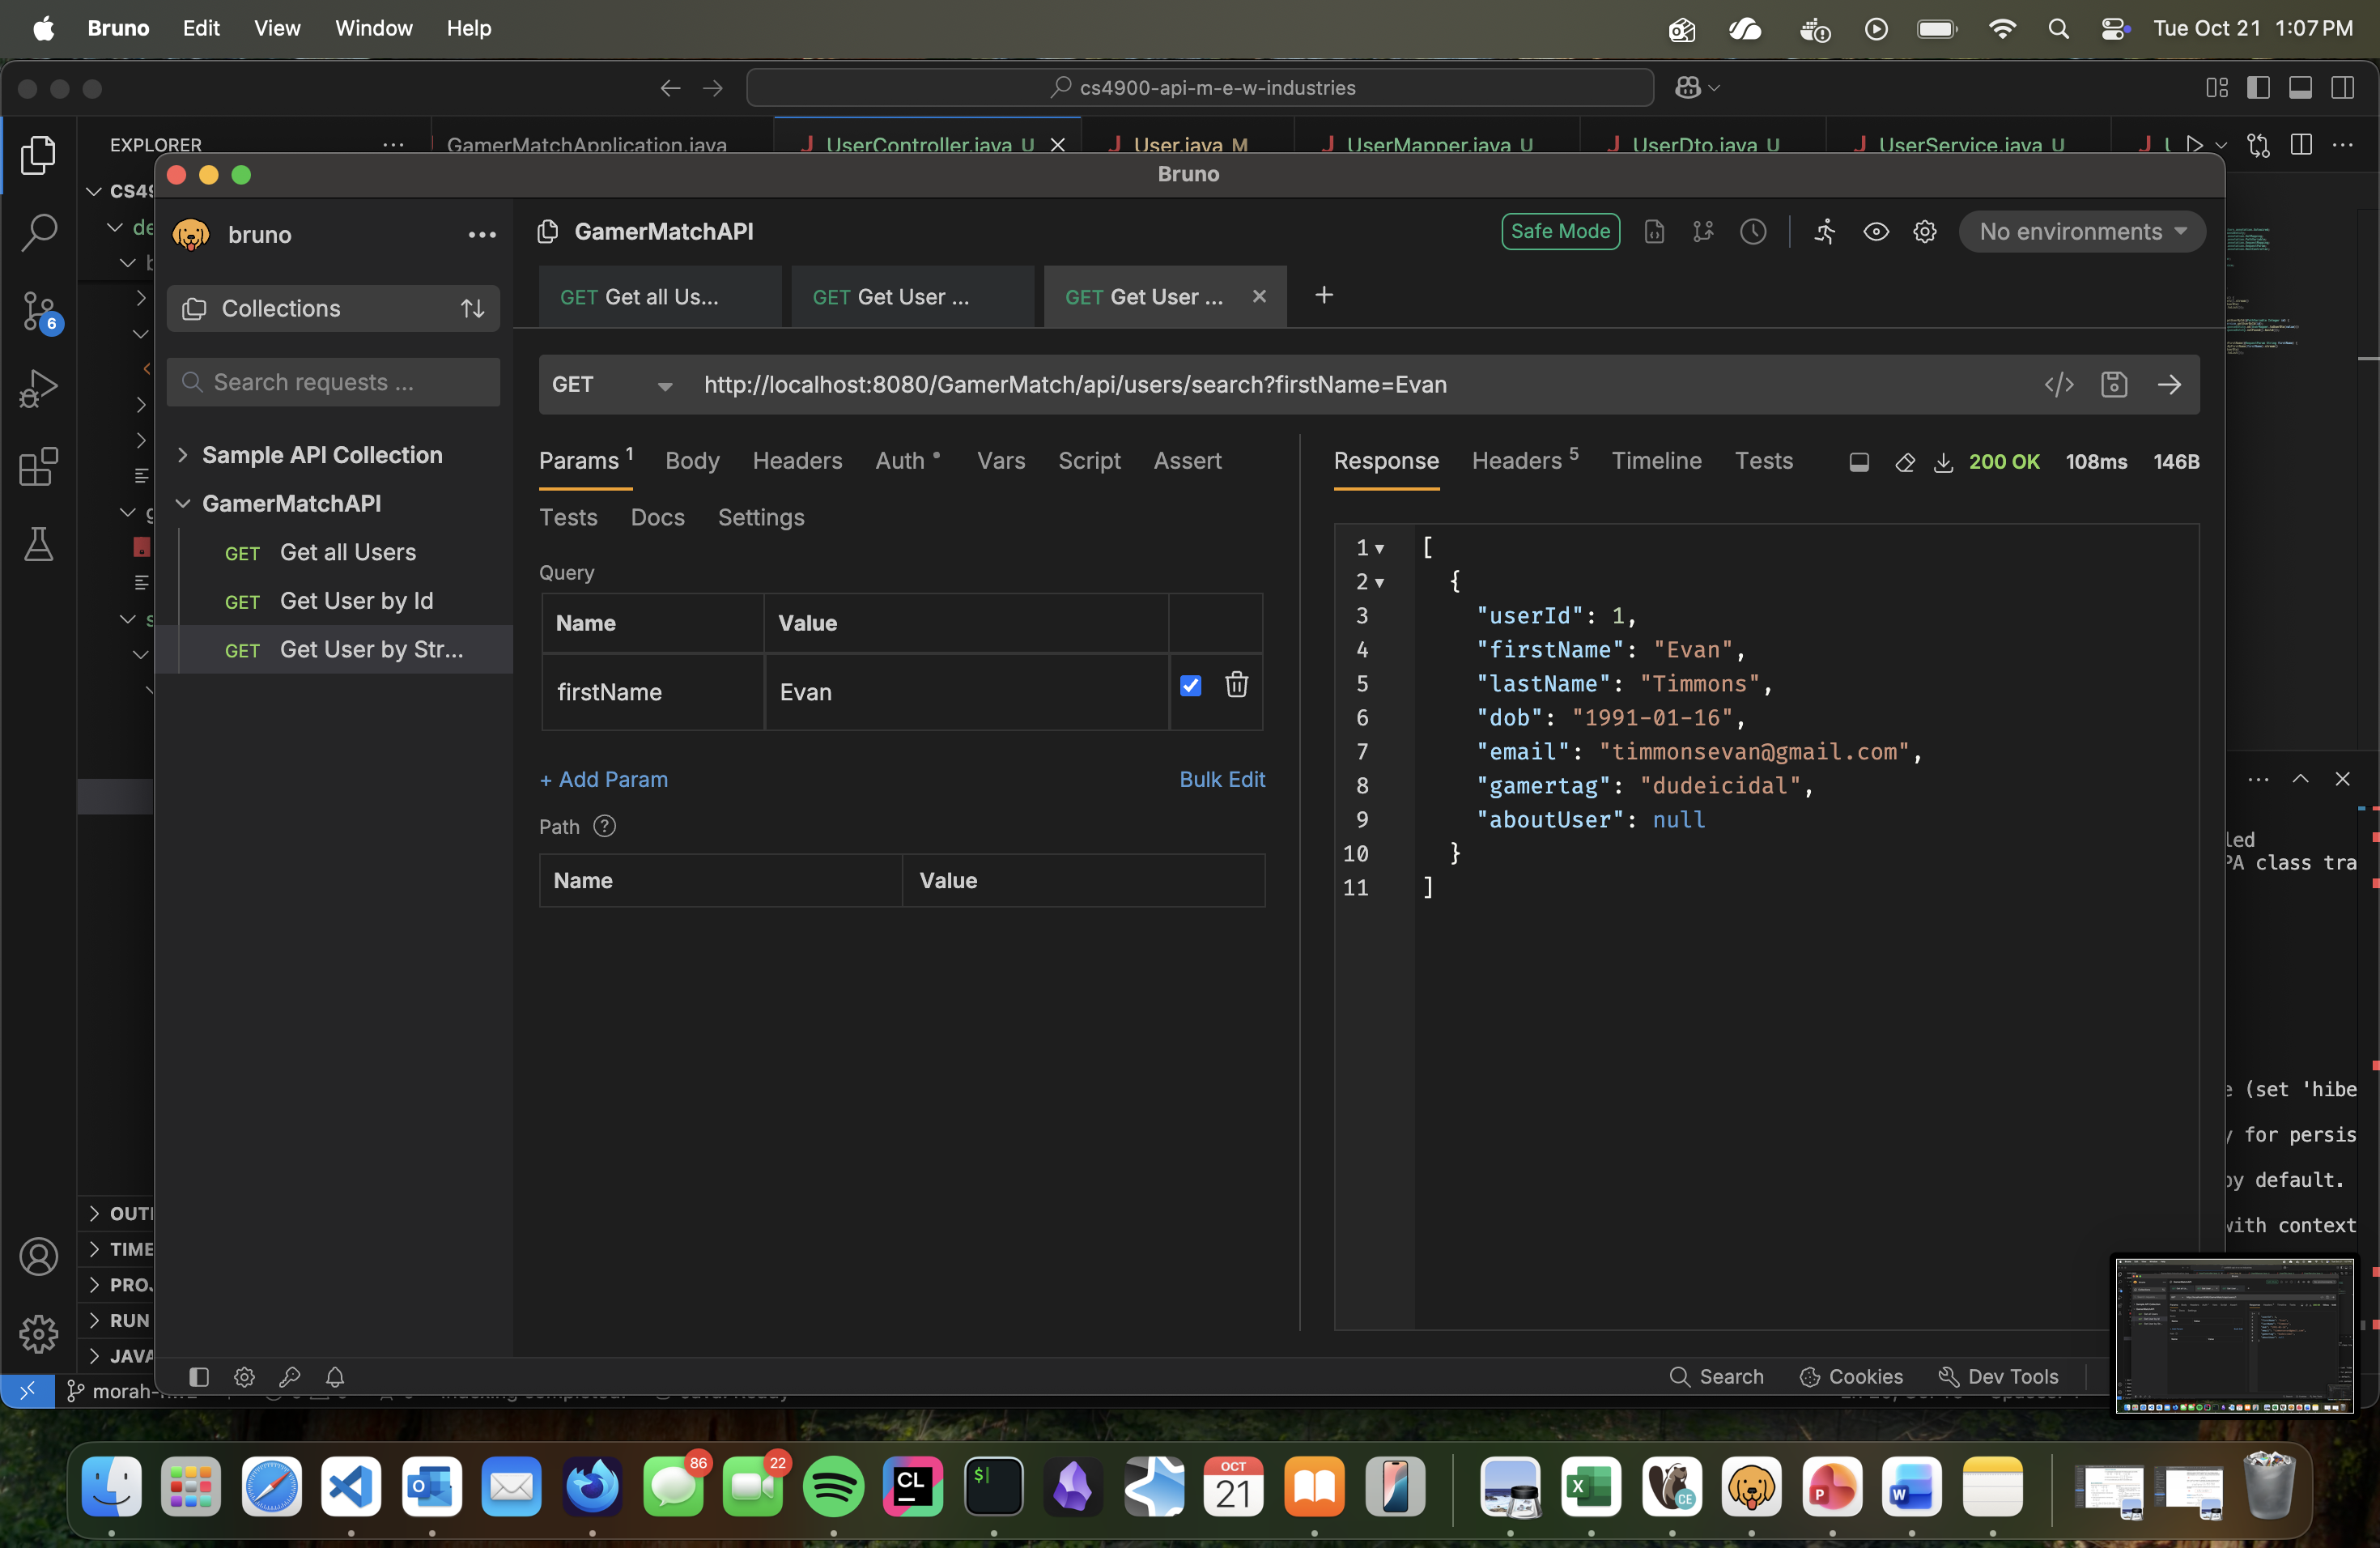 Bruno Edit View Window Help Tue Oct 21 1:07 PM
cs4900-api-m-e-w-industries
EXPLORER
GamerMatchApplication.java
UserController.java U
User.java M
UserMapper.java U
UserDto.java U
UserService.java U
Bruno
bruno
GamerMatchAPI
Safe Mode
No environments
GET Get all Us...
GET Get User ...
GET Get User ...
Collections
Search requests ...
Sample API Collection
GamerMatchAPI
GET Get all Users
GET Get User by Id
GET Get User by Str...
6
GET http://localhost:8080/GamerMatch/api/users/search?firstName=Evan
Params 1 Body Headers Auth Vars Script Assert
Tests Docs Settings
Query
Name Value
firstName Evan
+ Add Param Bulk Edit
Path
Name Value
Response Headers 5 Timeline Tests 200 OK 108ms 146B
1 [
2 {
3 "userId": 1,
4 "firstName": "Evan",
5 "lastName": "Timmons",
6 "dob": "1991-01-16",
7 "email": "timmonsevan@gmail.com",
8 "gamertag": "dudeicidal",
9 "aboutUser": null
10 }
11 ]
led
PA class tra
(set 'hibe
for persis
by default.
with context
OUTI
TIME
PROJ
RUN
JAVA
Search Cookies Dev Tools
morah-
86
22
CL
OCT
21
CE